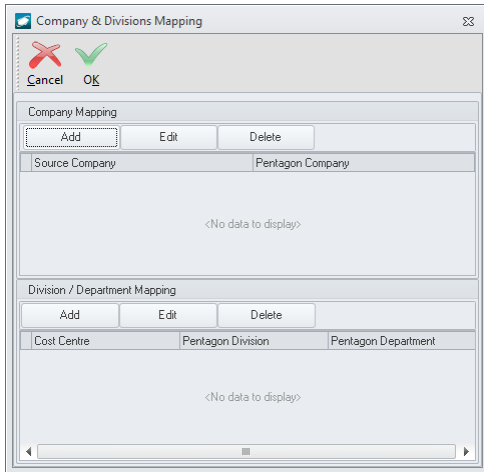 Company & Divisions Mapping
Cancel OK
Company Mapping
Add Edit Delete
Source Company Pentagon Company
<No data to display>
Division / Department Mapping
Add Edit Delete
Cost Centre Pentagon Division Pentagon Department
<No data to display>